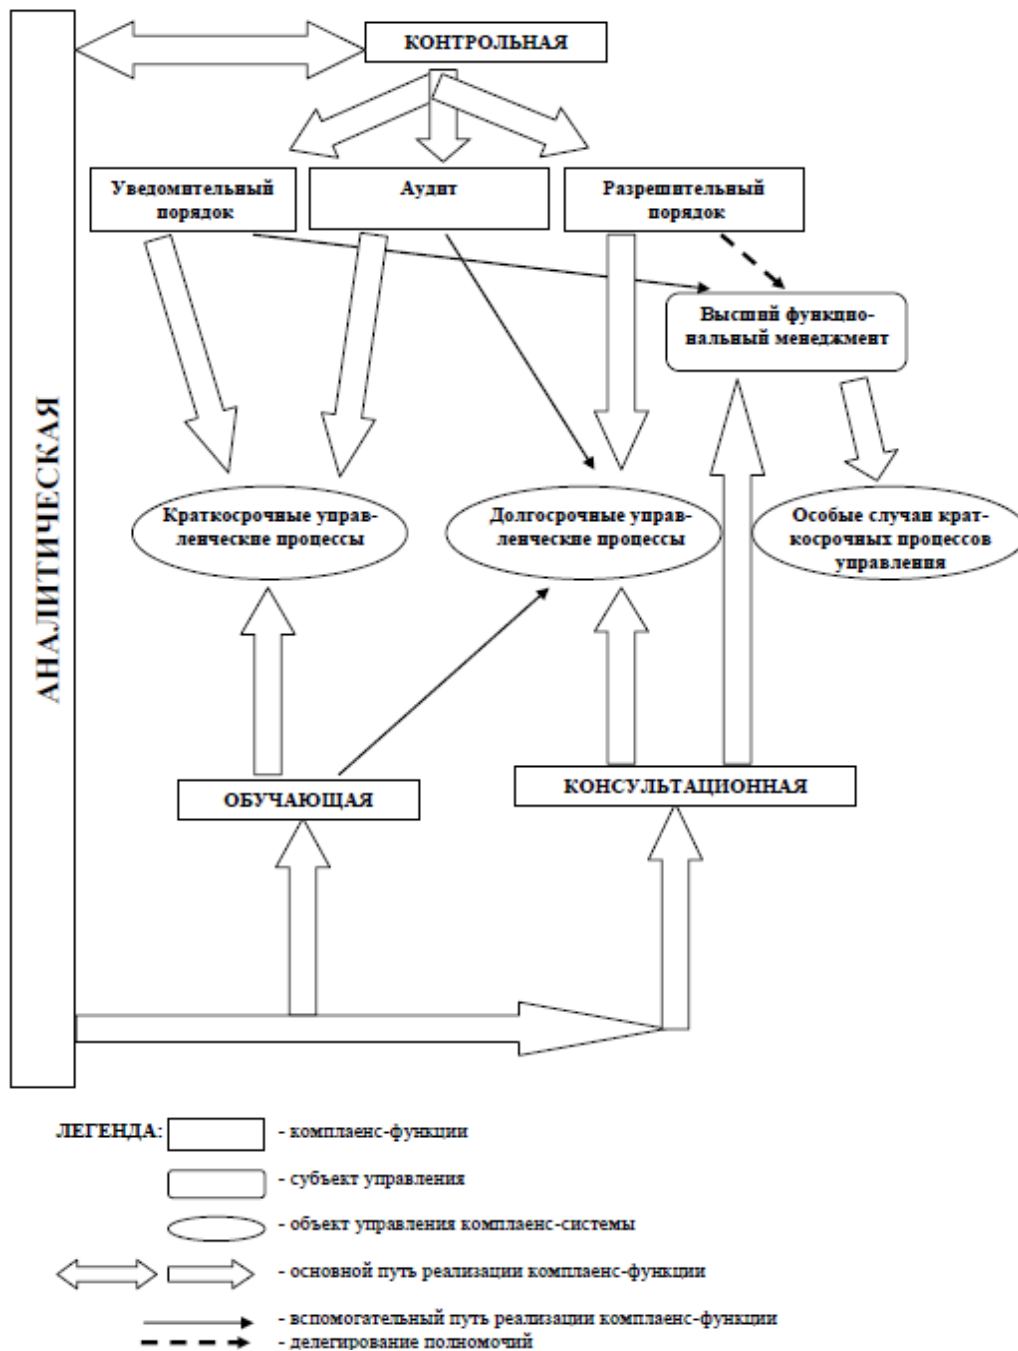 КОНТРОЛЬНАЯ
Уведомительный
порядок
Аудит
Разрешительный
порядок
Высший функцио-
нальный менеджмент
АНАЛИТИЧЕСКАЯ
Краткосрочные управ-
ленческие процессы
Долгосрочные управ-
ленческие процессы
Особые случаи крат-
косрочных процессов
управления
ОБУЧАЮЩАЯ
КОНСУЛЬТАЦИОННАЯ
ЛЕГЕНДА:
- комплаенс-функции
- субъект управления
- объект управления комплаенс-системы
- основной путь реализации комплаенс-функции
- вспомогательный путь реализации комплаенс-функции
- делегирование полномочий